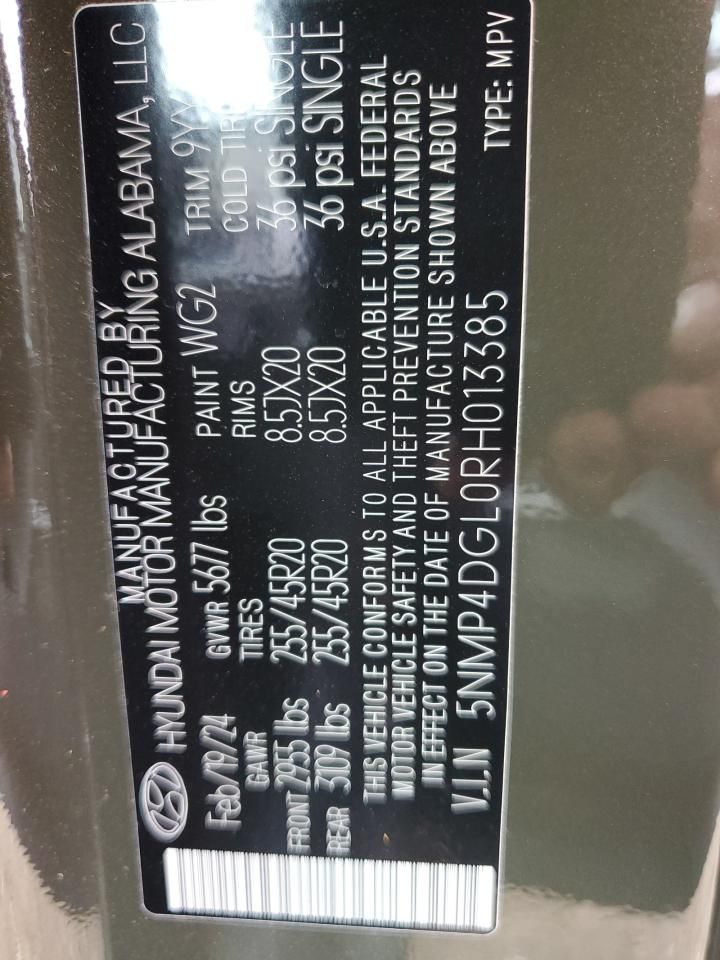 MANUFACTURED BY
HYUNDAI MOTOR MANUFACTURING ALABAMA, LLC
Feb/19/24 GVWR 5677 lbs PAINT WG2 TRIM 9YY
GAWR TIRES RIMS COLD
FRONT 2955 lbs 255/45R20 8.5JX20 36 psi SINGLE
REAR 3109 lbs 255/45R20 8.5JX20 36 psi SINGLE
THIS VEHICLE CONFORMS TO ALL APPLICABLE U.S.A. FEDERAL
MOTOR VEHICLE SAFETY AND THEFT PREVENTION STANDARDS
IN EFFECT ON THE DATE OF MANUFACTURE SHOWN ABOVE
V.I.N 5NMP4DGL0RH013385 TYPE: MPV